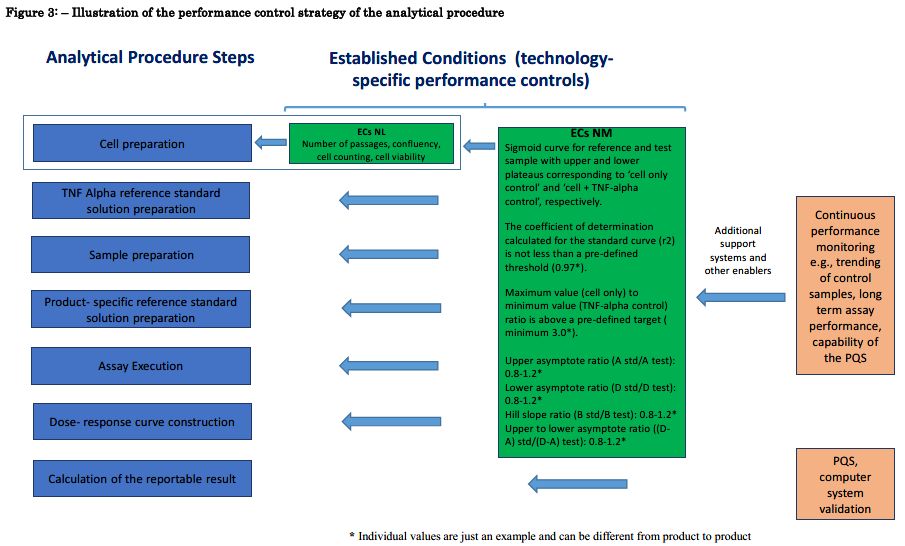 Figure 3: – Illustration of the performance control strategy of the analytical procedure
Analytical Procedure Steps
Established Conditions (technology-
specific performance controls)
Cell preparation
ECs NL
Number of passages, confluency,
cell counting, cell viability
TNF Alpha reference standard
solution preparation
Sample preparation
Product- specific reference standard
solution preparation
Assay Execution
Dose- response curve construction
Calculation of the reportable result
ECs NM
Sigmoid curve for reference and test
sample with upper and lower
plateaus corresponding to ‘cell only
control’ and ‘cell + TNF-alpha
control’, respectively.
The coefficient of determination
calculated for the standard curve (r2)
is not less than a pre-defined
threshold (0.97*).
Maximum value (cell only) to
minimum value (TNF-alpha control)
ratio is above a pre-defined target (
minimum 3.0*).
Upper asymptote ratio (A std/A test):
0.8-1.2*
Lower asymptote ratio (D std/D test):
0.8-1.2*
Hill slope ratio (B std/B test): 0.8-1.2*
Upper to lower asymptote ratio ((D-
A) std/(D-A) test): 0.8-1.2*
Additional
support
systems and
other enablers
Continuous
performance
monitoring
e.g., trending
of control
samples, long
term assay
performance,
capability of
the PQS
PQS,
computer
system
validation
* Individual values are just an example and can be different from product to product